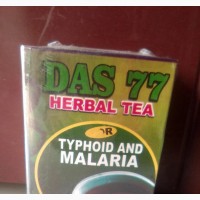 DAS 77
HERBAL TEA
TYPHOID AND
MALARIA